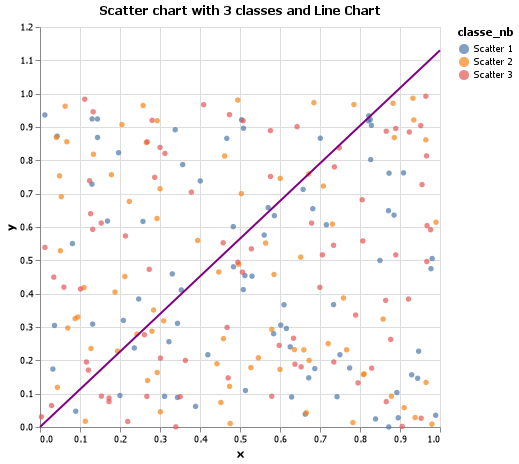 Scatter chart with 3 classes and Line Chart
classe_nb
Scatter 1
Scatter 2
Scatter 3
1.2
1.1
1.0
0.9
0.8
0.7
0.6
0.5
0.4
0.3
0.2
0.1
0.0
y
0.0 0.1 0.2 0.3 0.4 0.5 0.6 0.7 0.8 0.9 1.0
x